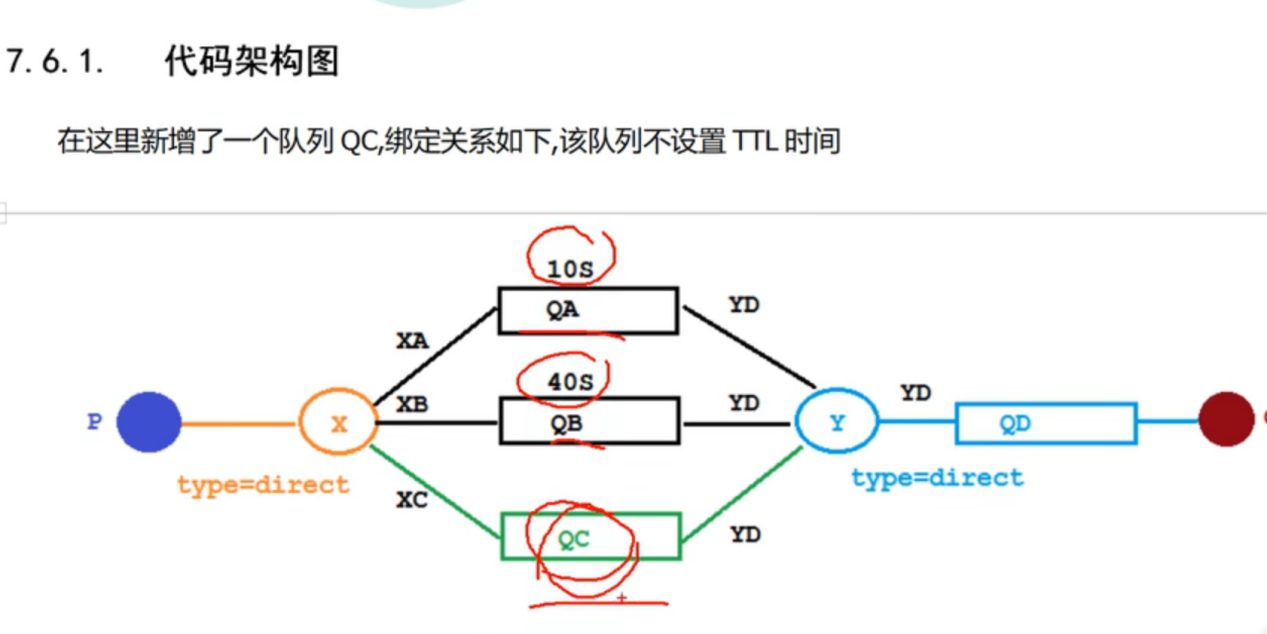 7.6.1. 代码架构图
在这里新增了一个队列 QC,绑定关系如下,该队列不设置 TTL 时间
10S
QA
YD
XA
40S
XB
QB
YD
YD
P
X
Y
QD
type=direct
type=direct
XC
QC
YD